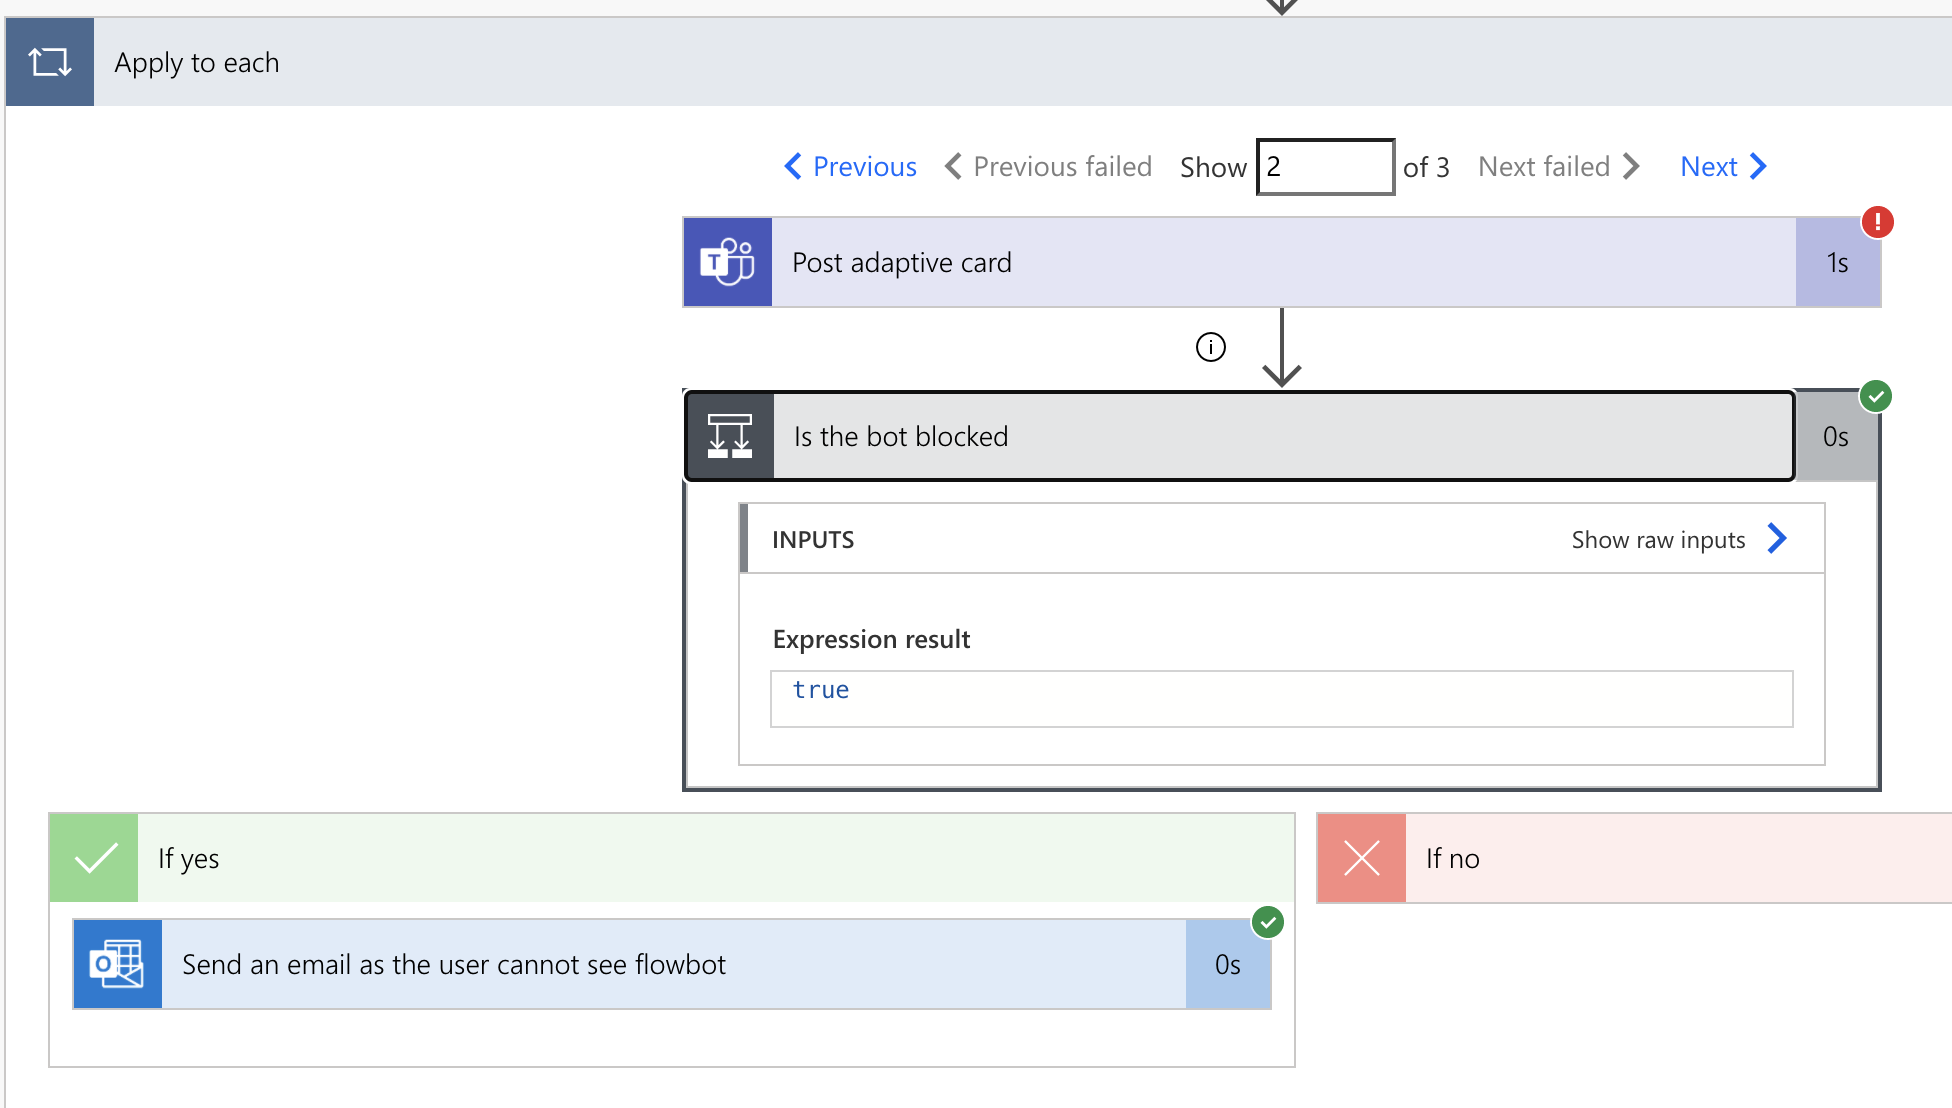 Apply to each
Previous Previous failed Show 2 of 3 Next failed Next
T Post adaptive card 1s !
i
Is the bot blocked 0s
INPUTS Show raw inputs
Expression result
true
If yes
If no
O Send an email as the user cannot see flowbot 0s